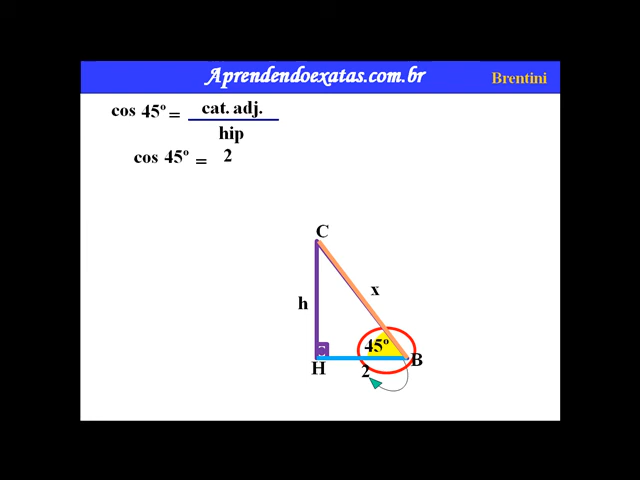 Aprendendoexatas.com.br
Brentini
cos 45º = cat. adj.
hip
cos 45º = 2
C
h
x
45º
H
2
B